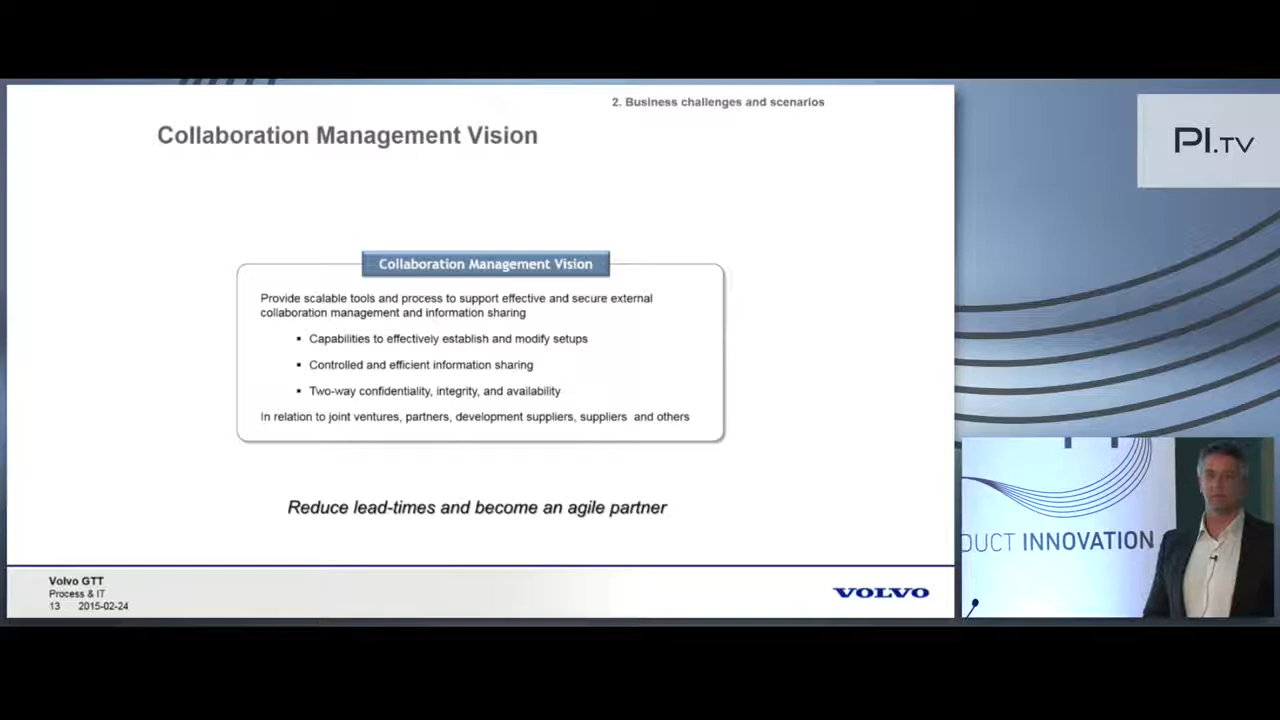 2. Business challenges and scenarios
Collaboration Management Vision
Collaboration Management Vision
Provide scalable tools and process to support effective and secure external
collaboration management and information sharing
▪ Capabilities to effectively establish and modify setups
▪ Controlled and efficient information sharing
▪ Two-way confidentiality, integrity, and availability
In relation to joint ventures, partners, development suppliers, suppliers and others
Reduce lead-times and become an agile partner
Volvo GTT
Process & IT
13 2015-02-24
VOLVO
PI.TV
DUCT INNOVATION